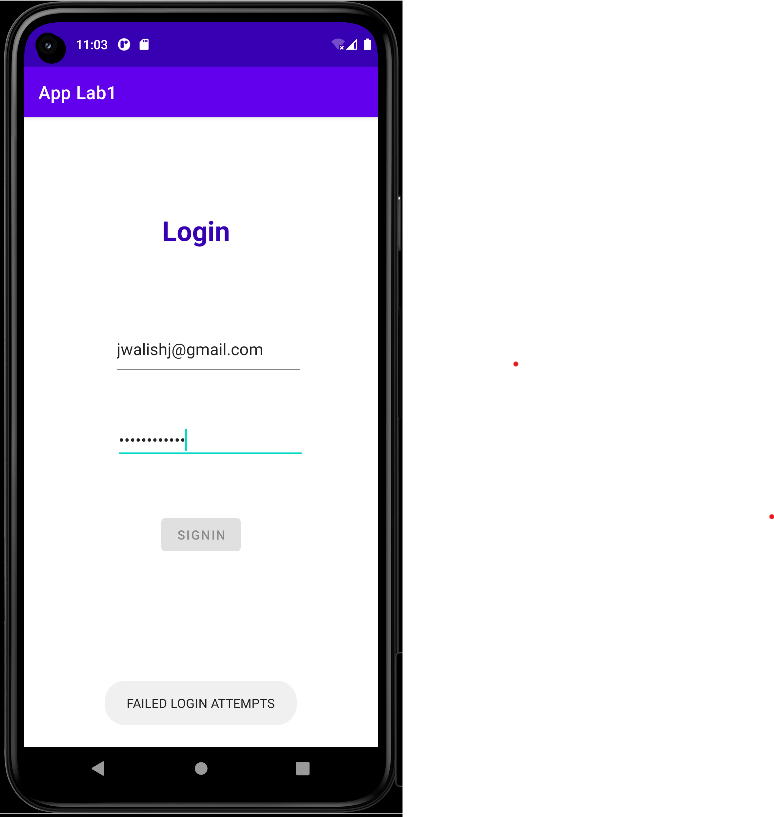 11:03
App Lab1
Login
jwalishj@gmail.com
••••••••••••
SIGNIN
FAILED LOGIN ATTEMPTS